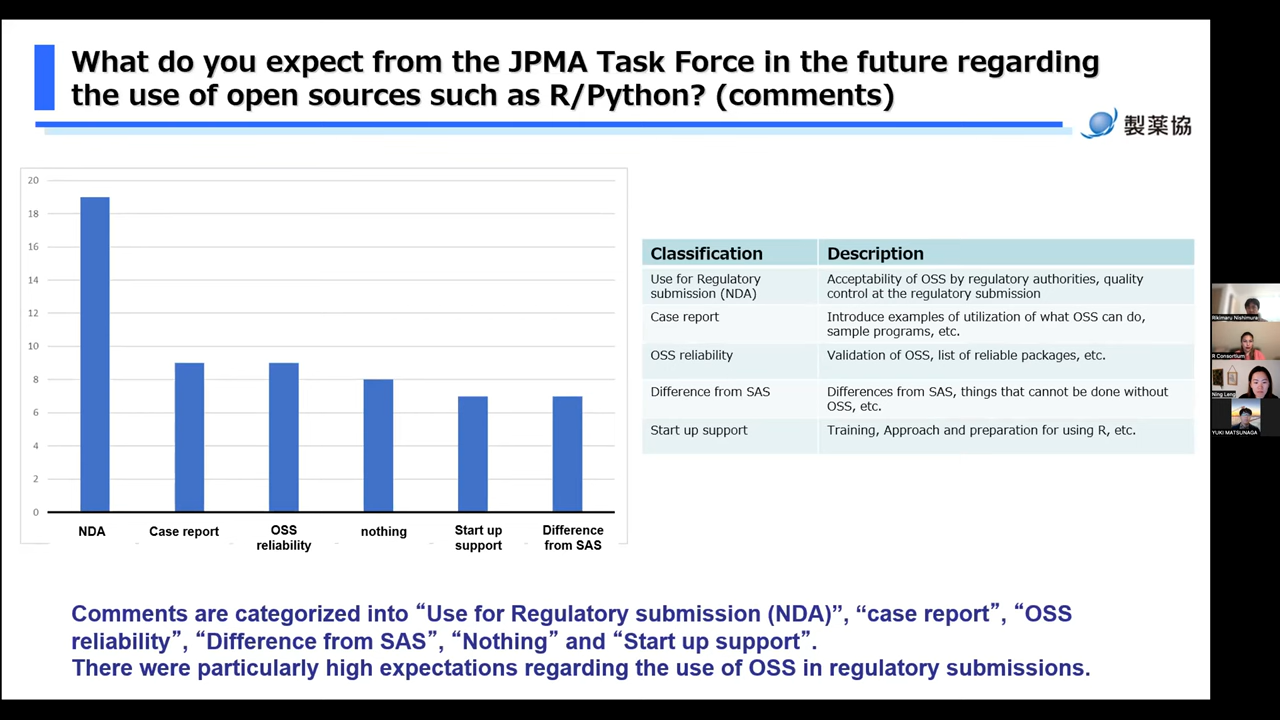 What do you expect from the JPMA Task Force in the future regarding
the use of open sources such as R/Python? (comments)
製薬協
20
18
16
14
12
10
8
6
4
2
0
NDA
Case report
OSS
reliability
nothing
Start up
support
Difference
from SAS
Classification
Description
Use for Regulatory
submission (NDA)
Acceptability of OSS by regulatory authorities, quality
control at the regulatory submission
Case report
Introduce examples of utilization of what OSS can do,
sample programs, etc.
OSS reliability
Validation of OSS, list of reliable packages, etc.
Difference from SAS
Differences from SAS, things that cannot be done without
OSS, etc.
Start up support
Training, Approach and preparation for using R, etc.
Comments are categorized into “Use for Regulatory submission (NDA)”, “case report”, “OSS
reliability”, “Difference from SAS”, “Nothing” and “Start up support”.
There were particularly high expectations regarding the use of OSS in regulatory submissions.
Rikimaru Nishimura
R Consortium
Ning Leng
YUKI MATSUNAGA